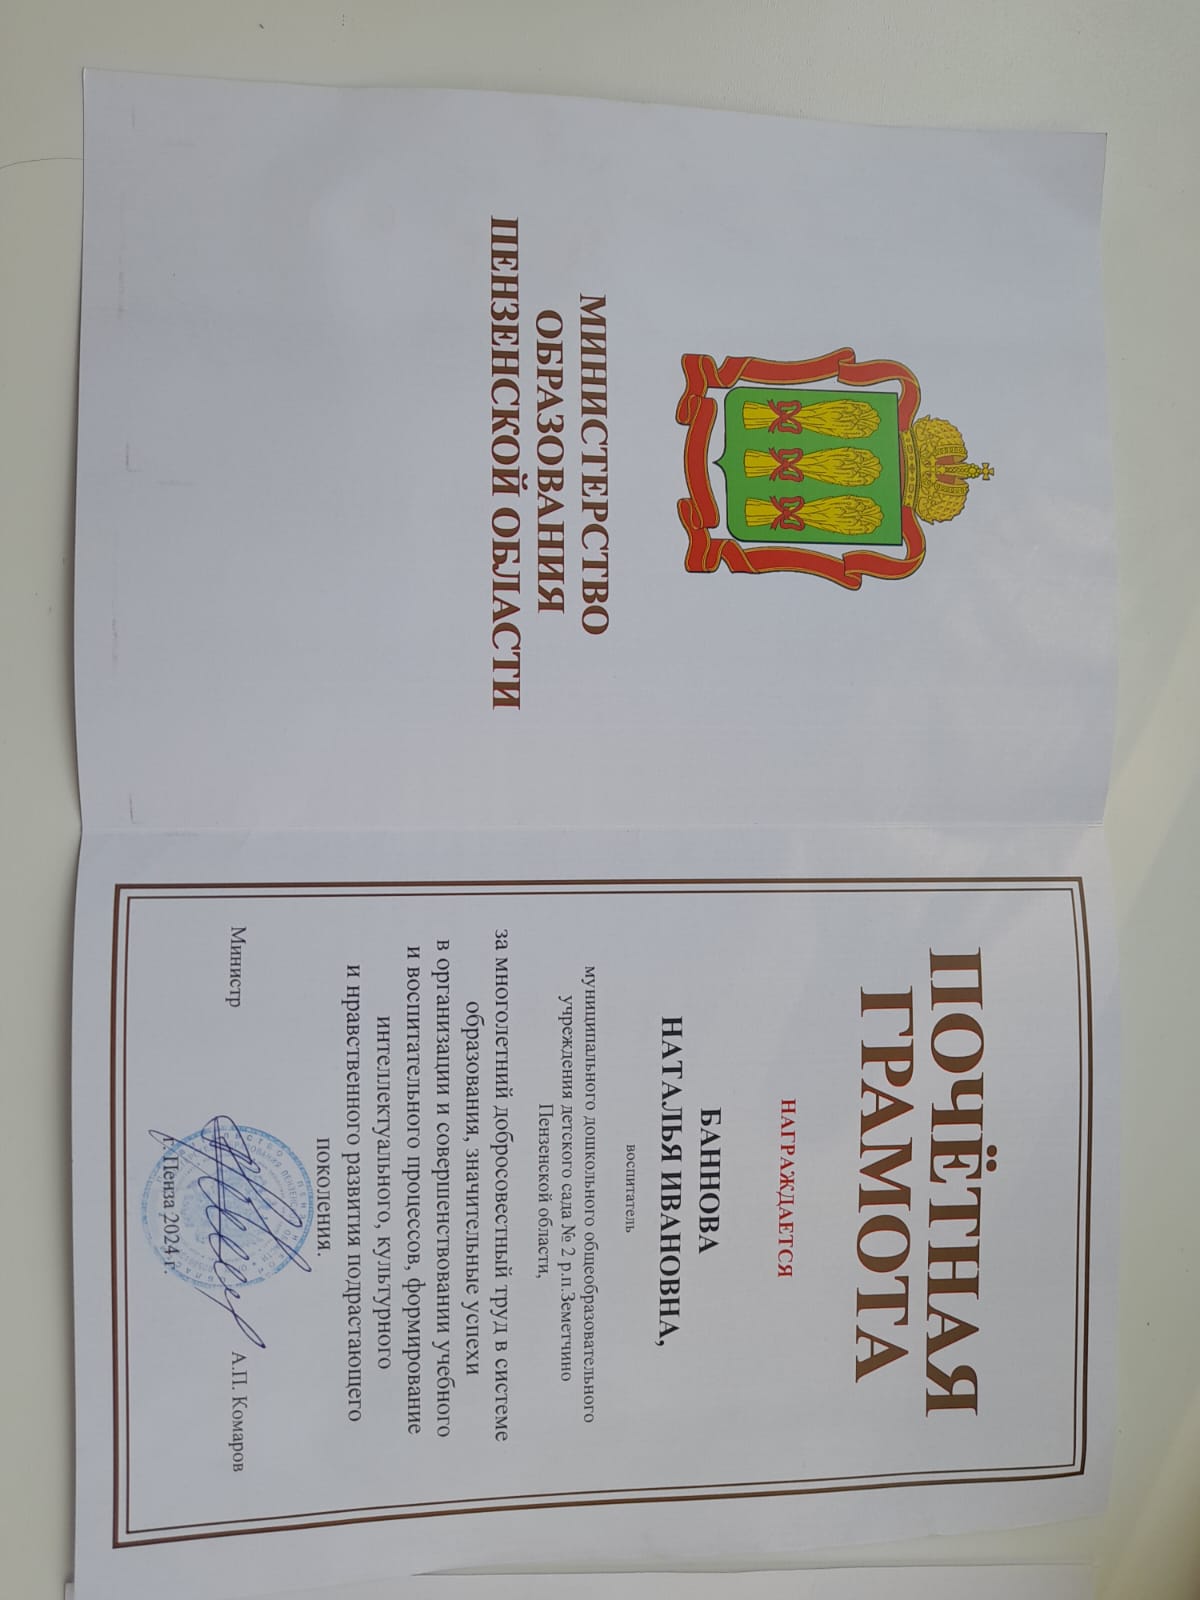 МИНИСТЕРСТВО
ОБРАЗОВАНИЯ
ПЕНЗЕНСКОЙ ОБЛАСТИ
ПОЧЁТНАЯ
ГРАМОТА
НАГРАЖДАЕТСЯ
БАННОВА
НАТАЛЬЯ ИВАНОВНА,
воспитатель
муниципального дошкольного общеобразовательного
учреждения детского сада № 2 р.п.Земетчино
Пензенской области,
за многолетний добросовестный труд в системе
образования, значительные успехи
в организации и совершенствовании учебного
и воспитательного процессов, формирование
интеллектуального, культурного
и нравственного развития подрастающего
поколения.
Министр А.П. Комаров
г. Пенза 2024 г.